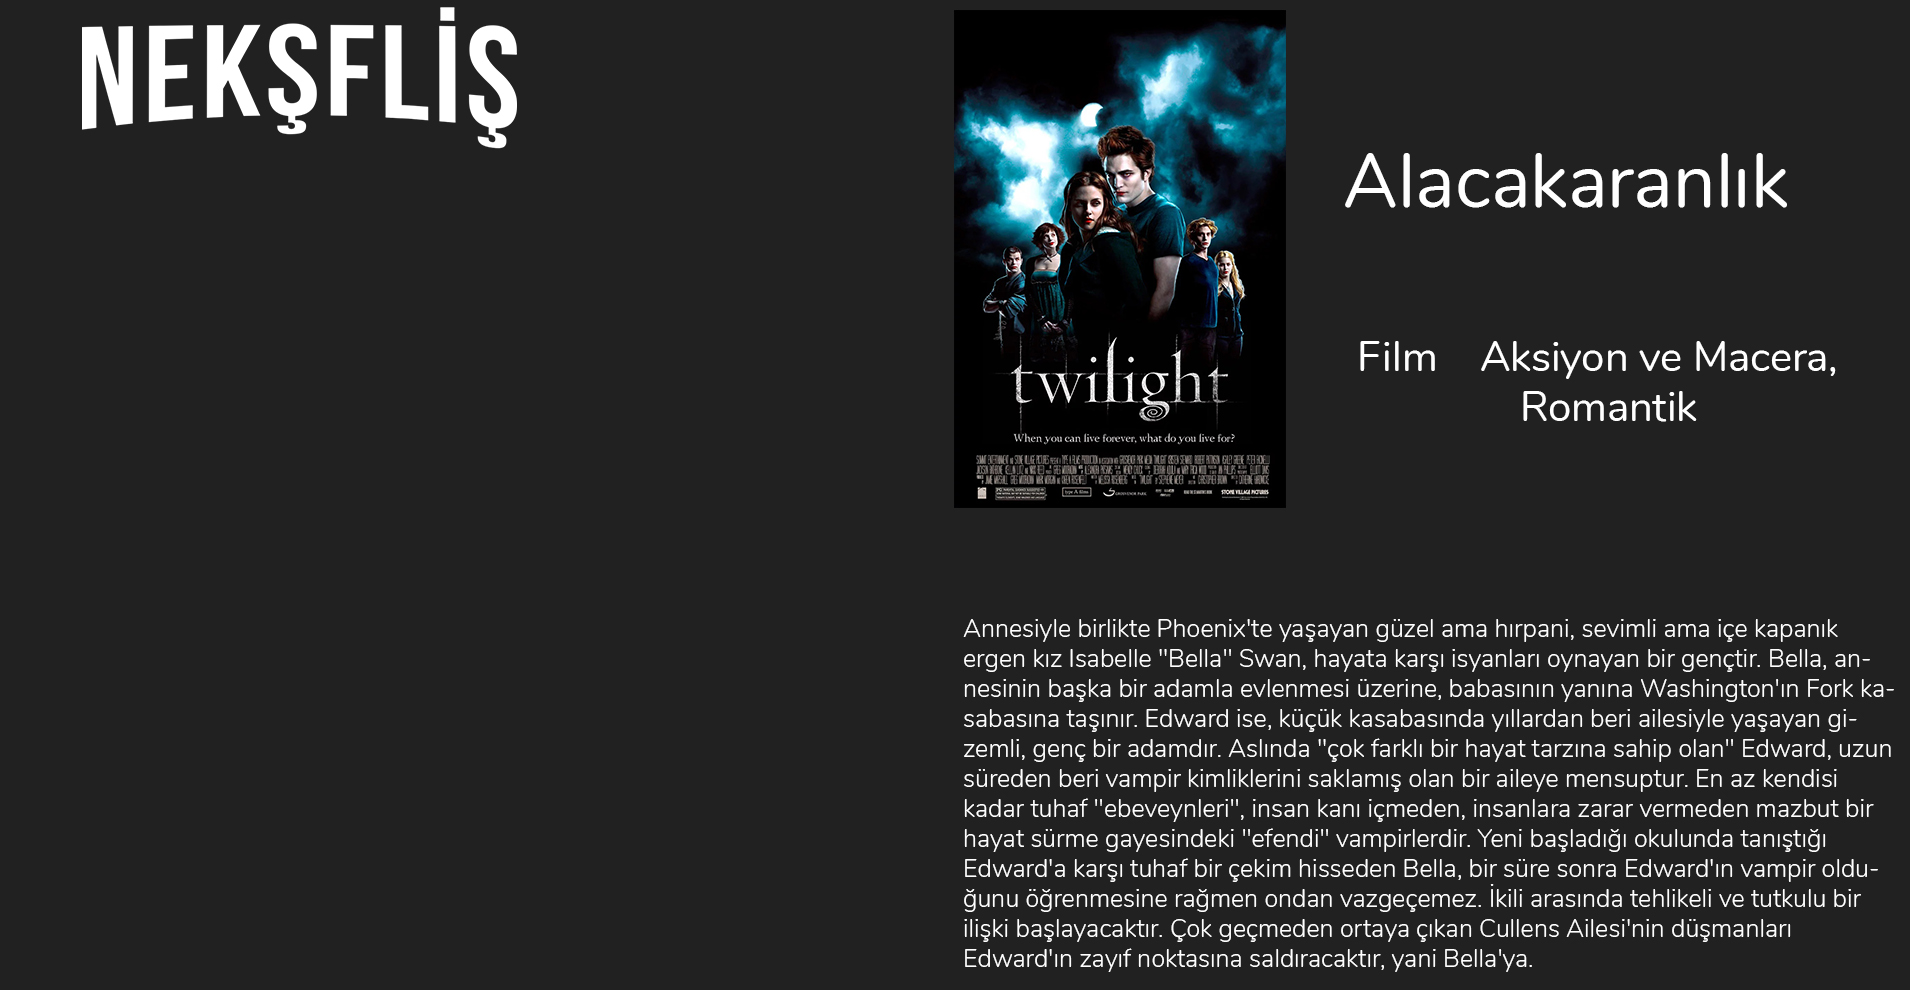 NEKŞFLİŞ
Alacakaranlık
Film Aksiyon ve Macera,
Romantik
twilight
When you can live forever, what do you live for?
STONE VILLAGE PICTURES
Annesiyle birlikte Phoenix'te yaşayan güzel ama hırpani, sevimli ama içe kapanık
ergen kız Isabelle "Bella" Swan, hayata karşı isyanları oynayan bir gençtir. Bella, an-
nesinin başka bir adamla evlenmesi üzerine, babasının yanına Washington'ın Fork ka-
sabasına taşınır. Edward ise, küçük kasabasında yıllardan beri ailesiyle yaşayan gi-
zemli, genç bir adamdır. Aslında "çok farklı bir hayat tarzına sahip olan" Edward, uzun
süreden beri vampir kimliklerini saklamış olan bir aileye mensuptur. En az kendisi
kadar tuhaf "ebeveynleri", insan kanı içmeden, insanlara zarar vermeden mazbut bir
hayat sürme gayesindeki "efendi" vampirlerdir. Yeni başladığı okulunda tanıştığı
Edward'a karşı tuhaf bir çekim hisseden Bella, bir süre sonra Edward'ın vampir oldu-
ğunu öğrenmesine rağmen ondan vazgeçemez. İkili arasında tehlikeli ve tutkulu bir
ilişki başlayacaktır. Çok geçmeden ortaya çıkan Cullens Ailesi'nin düşmanları
Edward'ın zayıf noktasına saldıracaktır, yani Bella'ya.